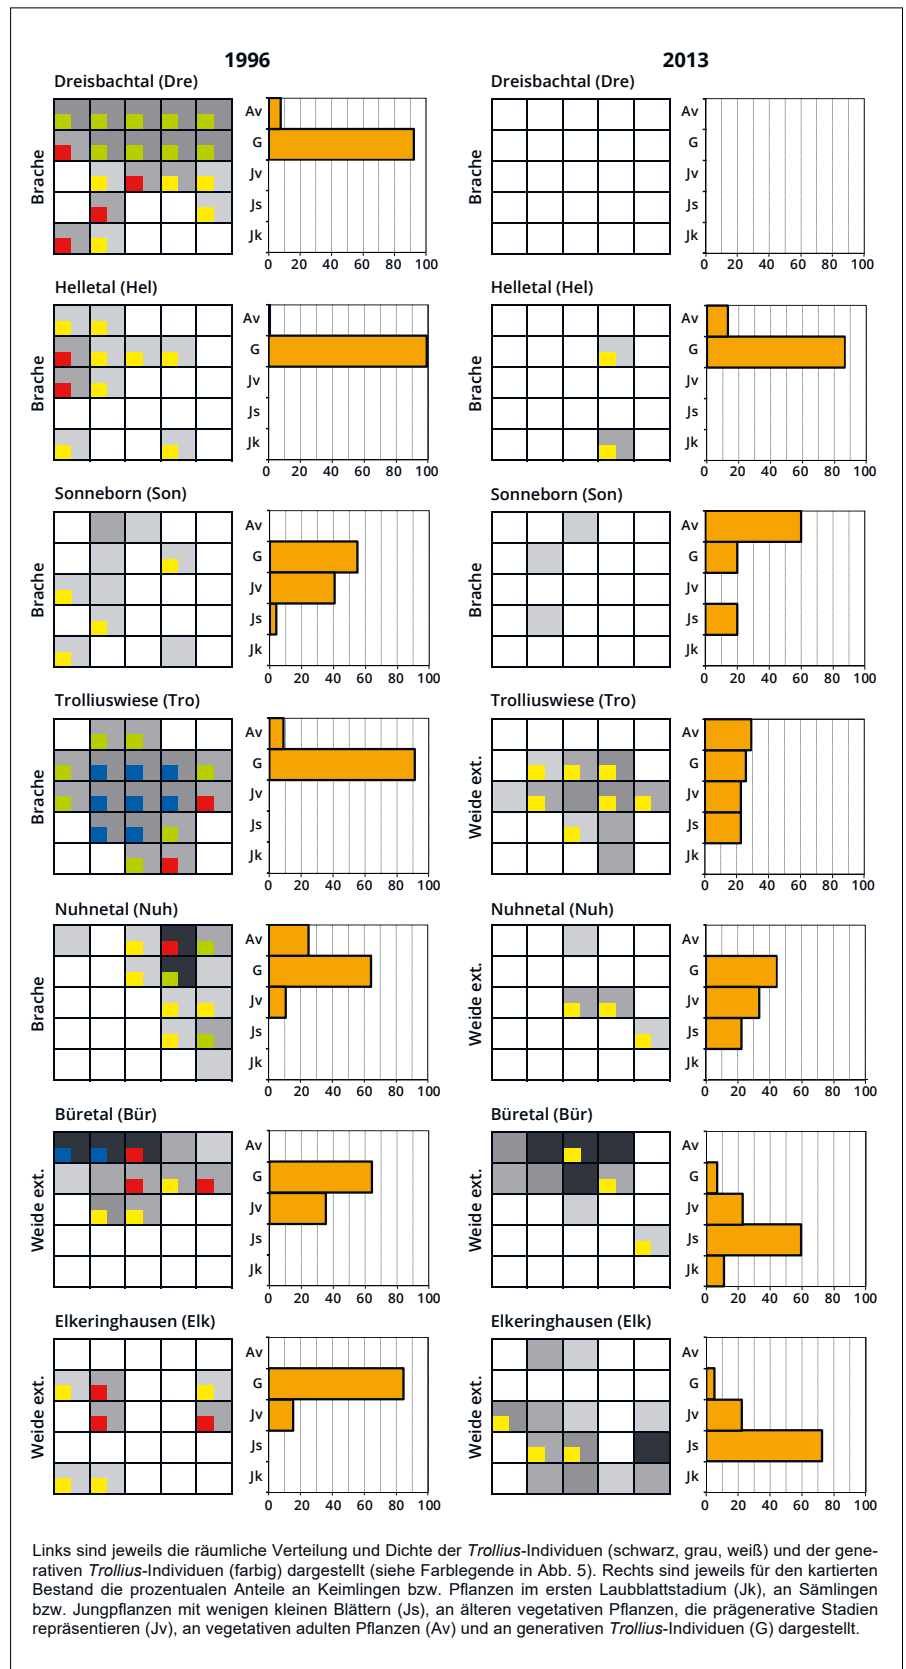 1996 2013
Dreisbachtal (Dre) Dreisbachtal (Dre)
Brache
Av
G
Jv
Js
Jk
0 20 40 60 80 100
Brache
Av
G
Jv
Js
Jk
0 20 40 60 80 100
Helletal (Hel) Helletal (Hel)
Brache
Av
G
Jv
Js
Jk
0 20 40 60 80 100
Brache
Av
G
Jv
Js
Jk
0 20 40 60 80 100
Sonneborn (Son) Sonneborn (Son)
Brache
Av
G
Jv
Js
Jk
0 20 40 60 80 100
Brache
Av
G
Jv
Js
Jk
0 20 40 60 80 100
Trolliuswiese (Tro) Trolliuswiese (Tro)
Brache
Av
G
Jv
Js
Jk
0 20 40 60 80 100
Weide ext.
Av
G
Jv
Js
Jk
0 20 40 60 80 100
Nuhnetal (Nuh) Nuhnetal (Nuh)
Brache
Av
G
Jv
Js
Jk
0 20 40 60 80 100
Weide ext.
Av
G
Jv
Js
Jk
0 20 40 60 80 100
Büretal (Bür) Büretal (Bür)
Weide ext.
Av
G
Jv
Js
Jk
0 20 40 60 80 100
Weide ext.
Av
G
Jv
Js
Jk
0 20 40 60 80 100
Elkeringhausen (Elk) Elkeringhausen (Elk)
Weide ext.
Av
G
Jv
Js
Jk
0 20 40 60 80 100
Weide ext.
Av
G
Jv
Js
Jk
0 20 40 60 80 100
Links sind jeweils die räumliche Verteilung und Dichte der Trollius-Individuen (schwarz, grau, weiß) und der gene-
rativen Trollius-Individuen (farbig) dargestellt (siehe Farblegende in Abb. 5). Rechts sind jeweils für den kartierten
Bestand die prozentualen Anteile an Keimlingen bzw. Pflanzen im ersten Laubblattstadium (Jk), an Sämlingen
bzw. Jungpflanzen mit wenigen kleinen Blättern (Js), an älteren vegetativen Pflanzen, die prägenerative Stadien
repräsentieren (Jv), an vegetativen adulten Pflanzen (Av) und an generativen Trollius-Individuen (G) dargestellt.